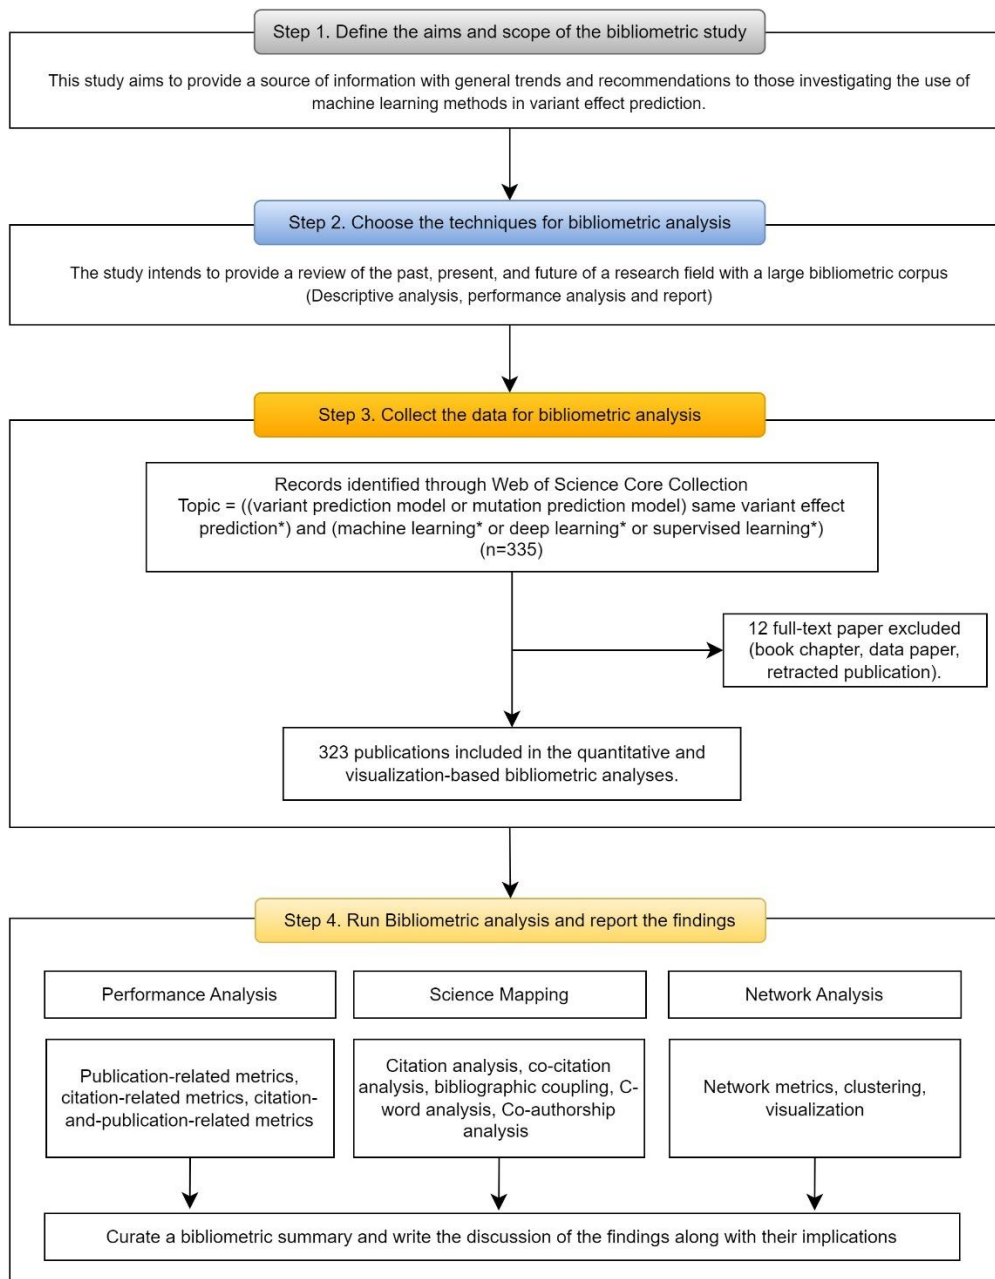 Step 1. Define the aims and scope of the bibliometric study
This study aims to provide a source of information with general trends and recommendations to those investigating the use of
machine learning methods in variant effect prediction.
Step 2. Choose the techniques for bibliometric analysis
The study intends to provide a review of the past, present, and future of a research field with a large bibliometric corpus
(Descriptive analysis, performance analysis and report)
Step 3. Collect the data for bibliometric analysis
Records identified through Web of Science Core Collection
Topic = ((variant prediction model or mutation prediction model) same variant effect
prediction*) and (machine learning* or deep learning* or supervised learning*)
(n=335)
12 full-text paper excluded
(book chapter, data paper,
retracted publication).
323 publications included in the quantitative and
visualization-based bibliometric analyses.
Step 4. Run Bibliometric analysis and report the findings
Performance Analysis
Science Mapping
Network Analysis
Publication-related metrics,
citation-related metrics, citation-
and-publication-related metrics
Citation analysis, co-citation
analysis, bibliographic coupling, C-
word analysis, Co-authorship
analysis
Network metrics, clustering,
visualization
Curate a bibliometric summary and write the discussion of the findings along with their implications